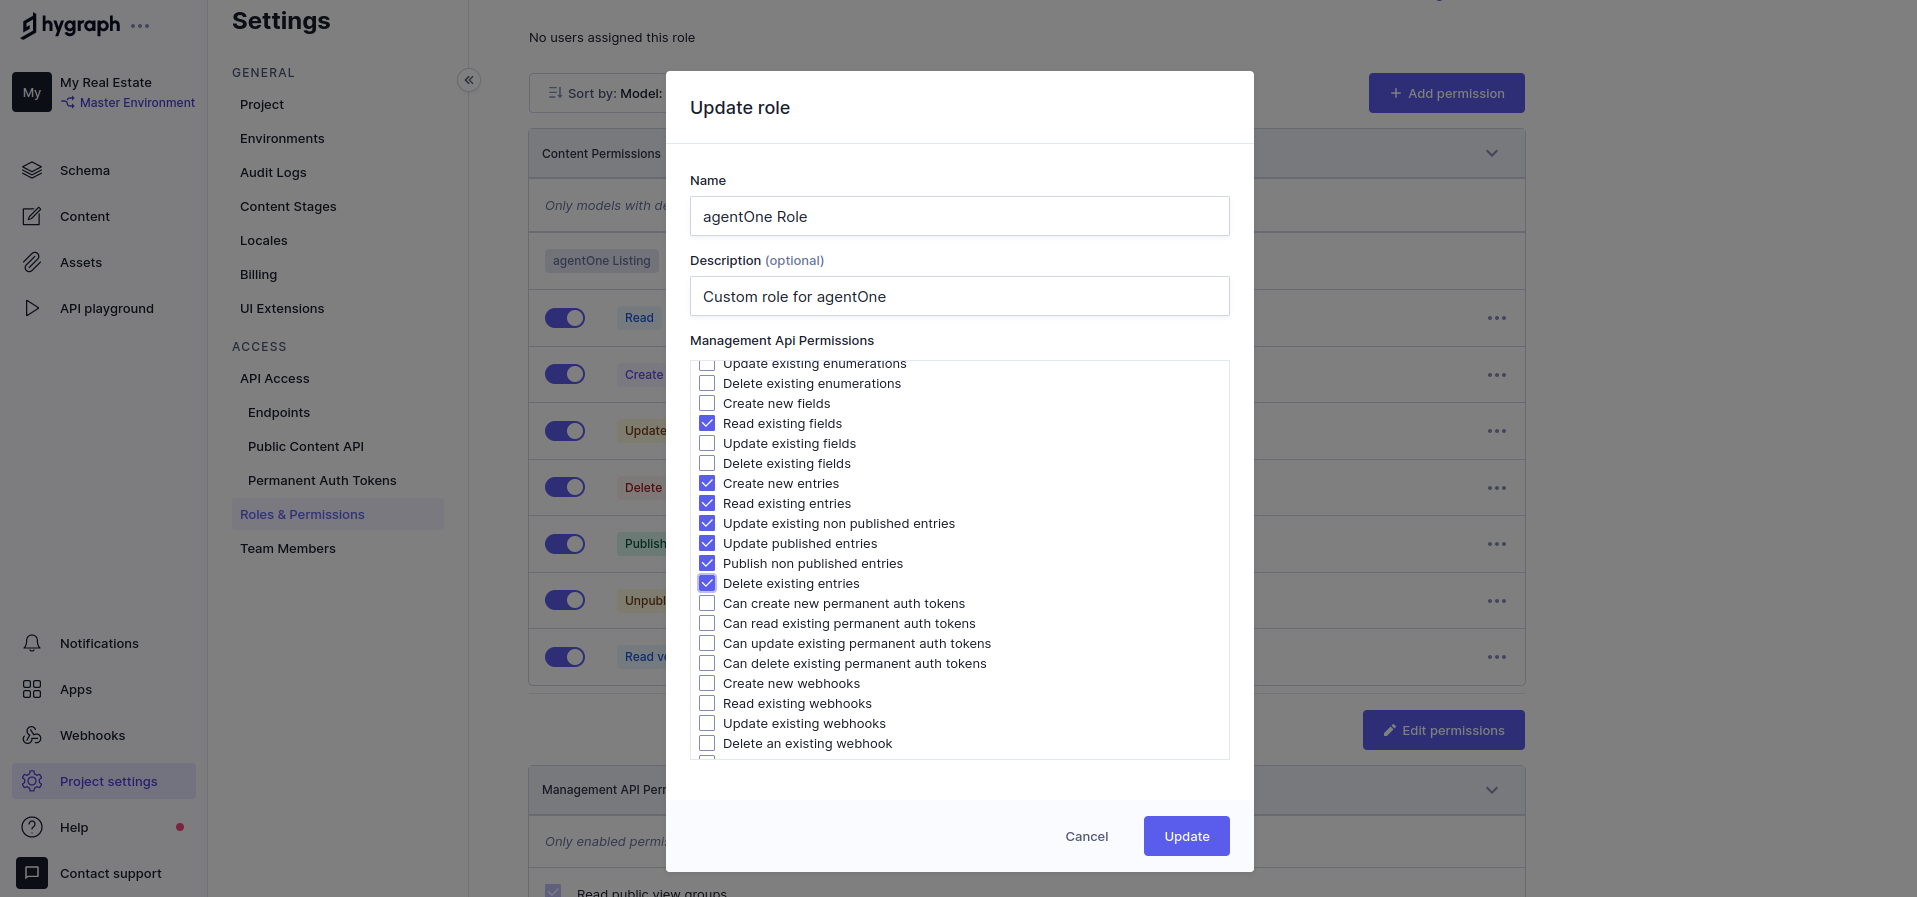 hygraph
My
My Real Estate
Master Environment
Schema
Content
Assets
API playground
Notifications
Apps
Webhooks
Project settings
Help
Contact support
Settings
GENERAL
Project
Environments
Audit Logs
Content Stages
Locales
Billing
UI Extensions
ACCESS
API Access
Endpoints
Public Content API
Permanent Auth Tokens
Roles & Permissions
Team Members
No users assigned this role
Sort by: Model:
Add permission
Content Permissions
Only models with de
agentOne Listing
Read
Create
Update
Delete
Publish
Unpubl
Read ve
Edit permissions
Management API Perr
Only enabled permi
Read public view groups
Update role
Name
agentOne Role
Description (optional)
Custom role for agentOne
Management Api Permissions
Update existing enumerations
Delete existing enumerations
Create new fields
Read existing fields
Update existing fields
Delete existing fields
Create new entries
Read existing entries
Update existing non published entries
Update published entries
Publish non published entries
Delete existing entries
Can create new permanent auth tokens
Can read existing permanent auth tokens
Can update existing permanent auth tokens
Can delete existing permanent auth tokens
Create new webhooks
Read existing webhooks
Update existing webhooks
Delete an existing webhook
Cancel
Update